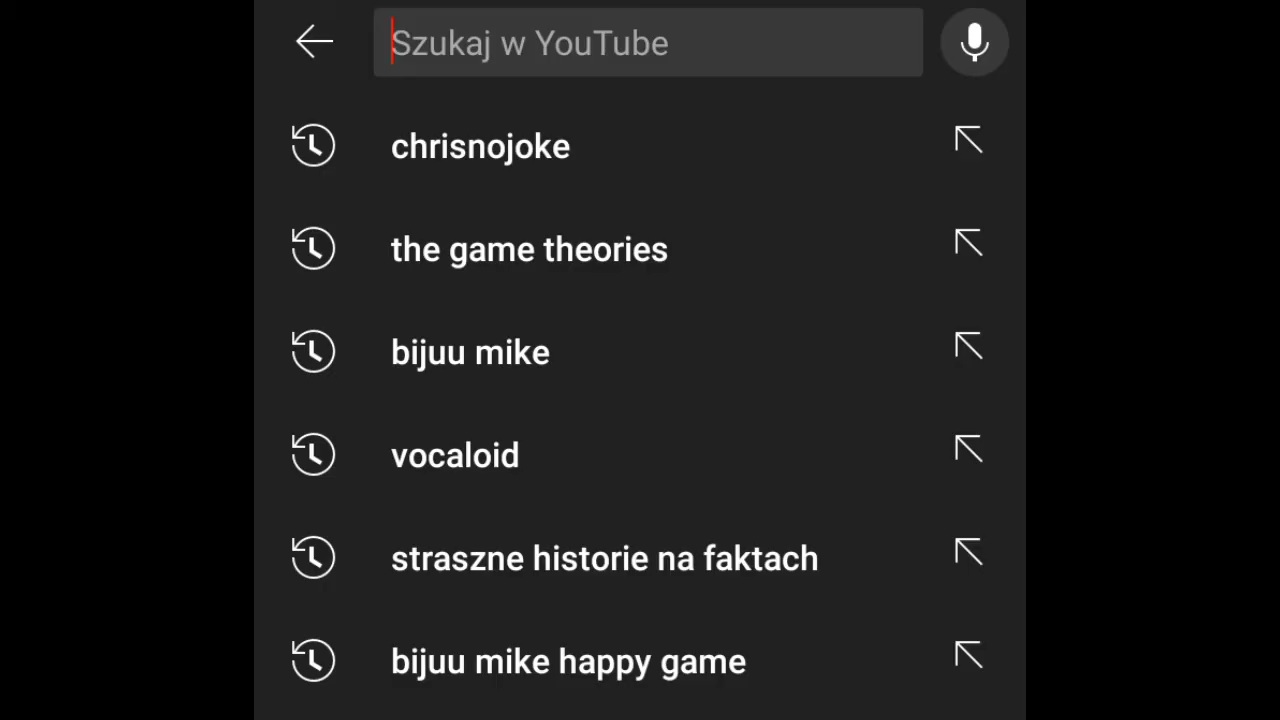 Szukaj w YouTube
chrisnojoke
the game theories
bijuu mike
vocaloid
straszne historie na faktach
bijuu mike happy game